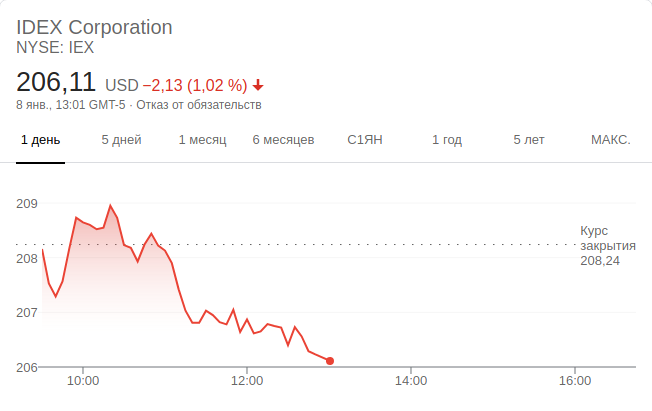 IDEX Corporation
NYSE: IEX
206,11 USD −2,13 (1,02 %)
8 янв., 13:01 GMT-5 · Отказ от обязательств
1 день 5 дней 1 месяц 6 месяцев С1ЯН 1 год 5 лет МАКС.
209
Курс
закрытия
208,24
208
207
206
10:00 12:00 14:00 16:00